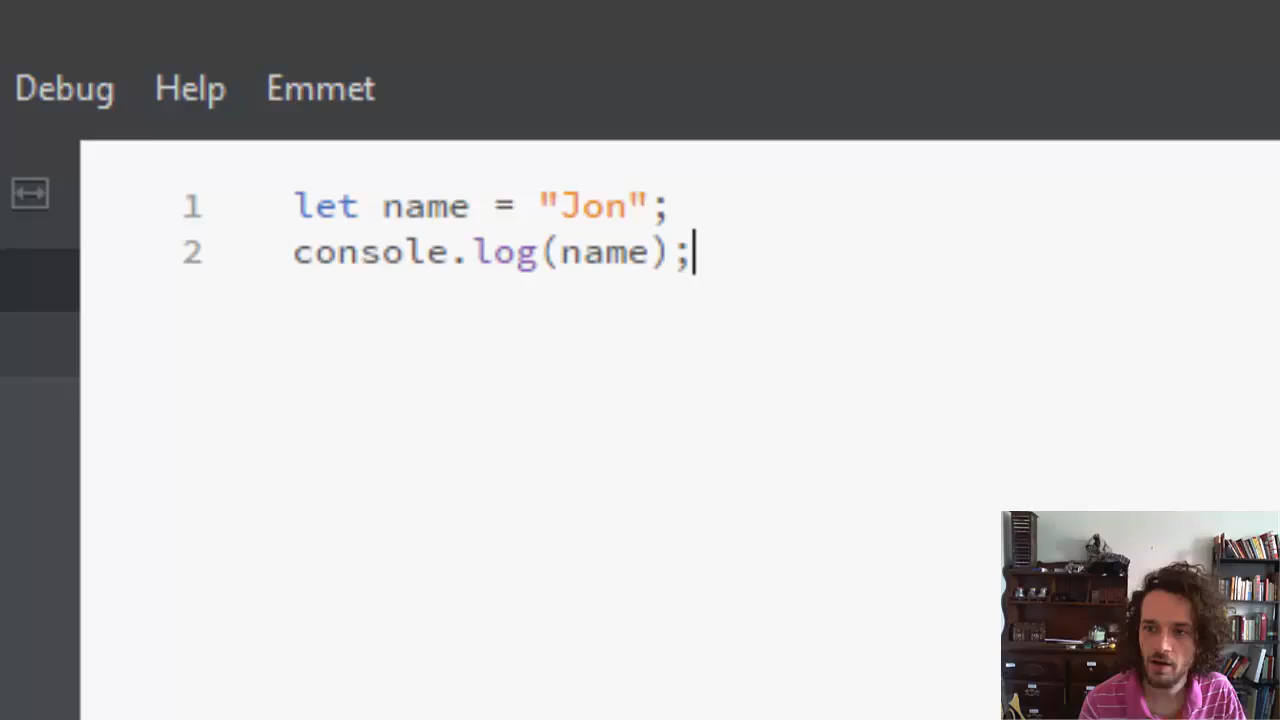 Debug Help Emmet
1 let name = "Jon";
2 console.log(name);